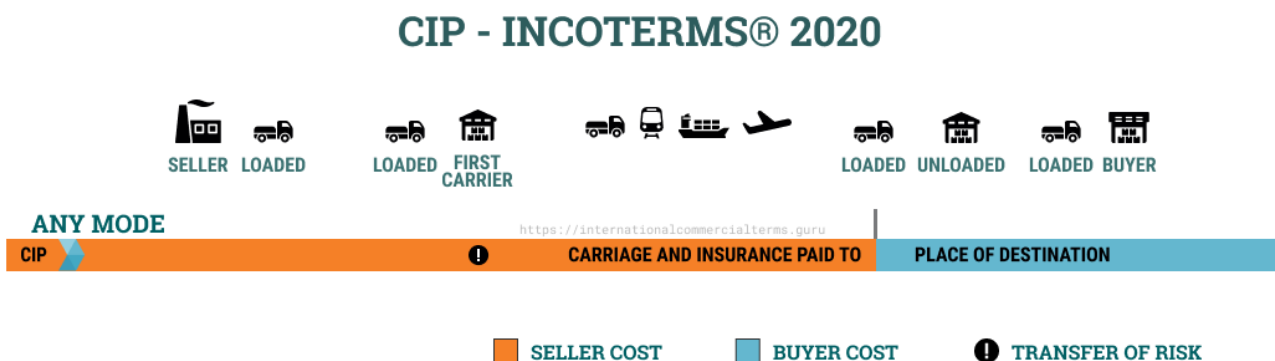 CIP - INCOTERMS® 2020
SELLER LOADED LOADED FIRST CARRIER LOADED UNLOADED LOADED BUYER
ANY MODE
https://internationalcommercialterms.guru
CIP ! CARRIAGE AND INSURANCE PAID TO PLACE OF DESTINATION
SELLER COST BUYER COST ! TRANSFER OF RISK